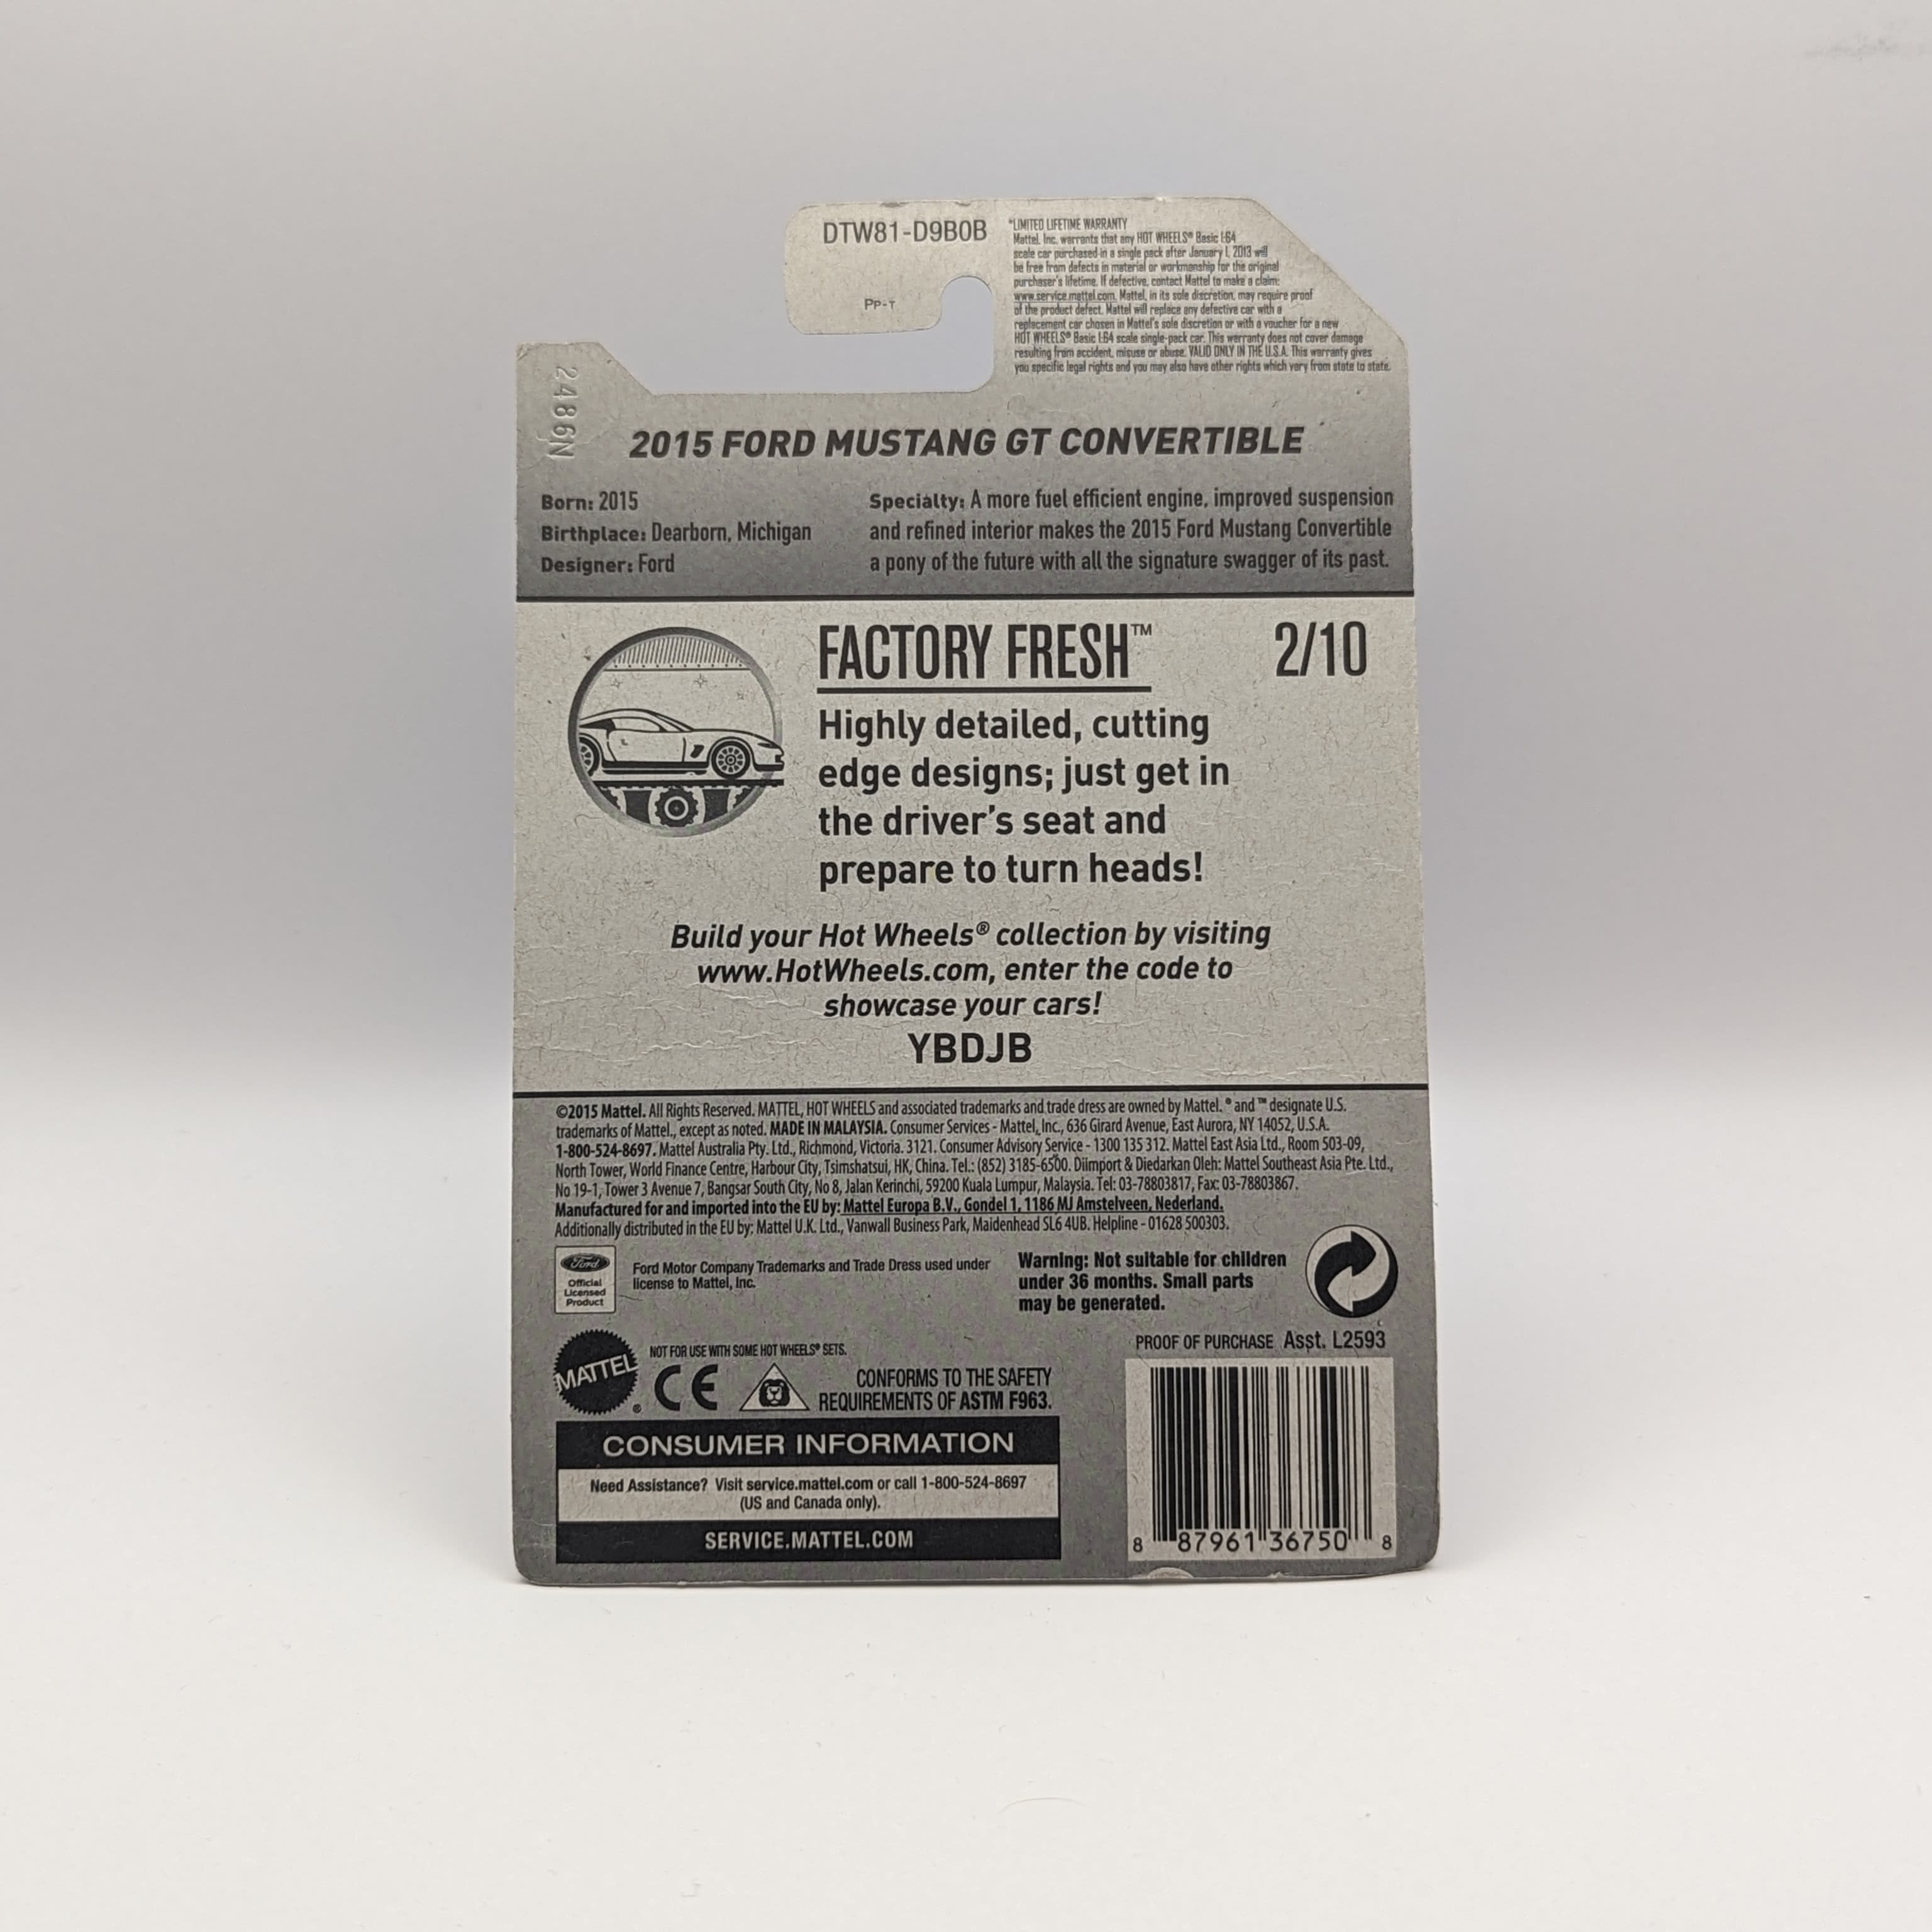 DTW81-D9B0B
Pp-T
*LIMITED LIFETIME WARRANTY
Mattel, Inc. warrants that any HOT WHEELS® Basic 1:64
scale car purchased in a single pack after January 1, 2013 will
be free from defects in material or workmanship for the original
purchaser's lifetime. If defective, contact Mattel to make a claim:
www.service.mattel.com. Mattel, in its sole discretion, may require proof
of the product defect. Mattel will replace any defective car with a
replacement car chosen in Mattel's sole discretion or with a voucher for a new
HOT WHEELS® Basic 1:64 scale single-pack car. This warranty does not cover damage
resulting from accident, misuse or abuse. VALID ONLY IN THE U.S.A. This warranty gives
you specific legal rights and you may also have other rights which vary from state to state.
2486N
2015 FORD MUSTANG GT CONVERTIBLE
Born: 2015
Birthplace: Dearborn, Michigan
Designer: Ford
Specialty: A more fuel efficient engine, improved suspension
and refined interior makes the 2015 Ford Mustang Convertible
a pony of the future with all the signature swagger of its past.
FACTORY FRESH™ 2/10
Highly detailed, cutting
edge designs; just get in
the driver's seat and
prepare to turn heads!
Build your Hot Wheels® collection by visiting
www.HotWheels.com, enter the code to
showcase your cars!
YBDJB
©2015 Mattel. All Rights Reserved. MATTEL, HOT WHEELS and associated trademarks and trade dress are owned by Mattel. ® and ™ designate U.S.
trademarks of Mattel., except as noted. MADE IN MALAYSIA. Consumer Services - Mattel, Inc., 636 Girard Avenue, East Aurora, NY 14052, U.S.A.
1-800-524-8697. Mattel Australia Pty. Ltd., Richmond, Victoria. 3121. Consumer Advisory Service - 1300 135 312. Mattel East Asia Ltd., Room 503-09,
North Tower, World Finance Centre, Harbour City, Tsimshatsui, HK, China. Tel.: (852) 3185-6500. Diimport & Diedarkan Oleh: Mattel Southeast Asia Pte. Ltd.,
No 19-1, Tower 3 Avenue 7, Bangsar South City, No 8, Jalan Kerinchi, 59200 Kuala Lumpur, Malaysia. Tel: 03-78803817, Fax: 03-78803867.
Manufactured for and imported into the EU by: Mattel Europa B.V., Gondel 1, 1186 MJ Amstelveen, Nederland.
Additionally distributed in the EU by: Mattel U.K. Ltd., Vanwall Business Park, Maidenhead SL6 4UB. Helpline - 01628 500303.
Ford
Official
Licensed
Product
Ford Motor Company Trademarks and Trade Dress used under
license to Mattel, Inc.
Warning: Not suitable for children
under 36 months. Small parts
may be generated.
MATTEL®
NOT FOR USE WITH SOME HOT WHEELS® SETS.
CE
CONFORMS TO THE SAFETY
REQUIREMENTS OF ASTM F963.
PROOF OF PURCHASE Asst. L2593
CONSUMER INFORMATION
Need Assistance? Visit service.mattel.com or call 1-800-524-8697
(US and Canada only).
SERVICE.MATTEL.COM
8 87961 36750 8